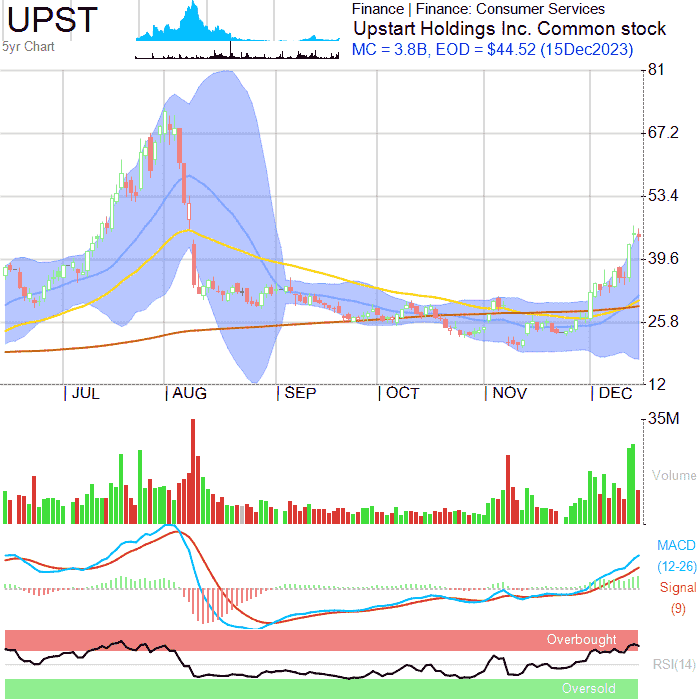 UPST
5yr Chart
Finance | Finance: Consumer Services
Upstart Holdings Inc. Common stock
MC = 3.8B, EOD = $44.52 (15Dec2023)
81
67.2
53.4
39.6
25.8
12
JUL AUG SEP OCT NOV DEC
35M
Volume
MACD
(12-26)
Signal
(9)
Overbought
RSI(14)
Oversold